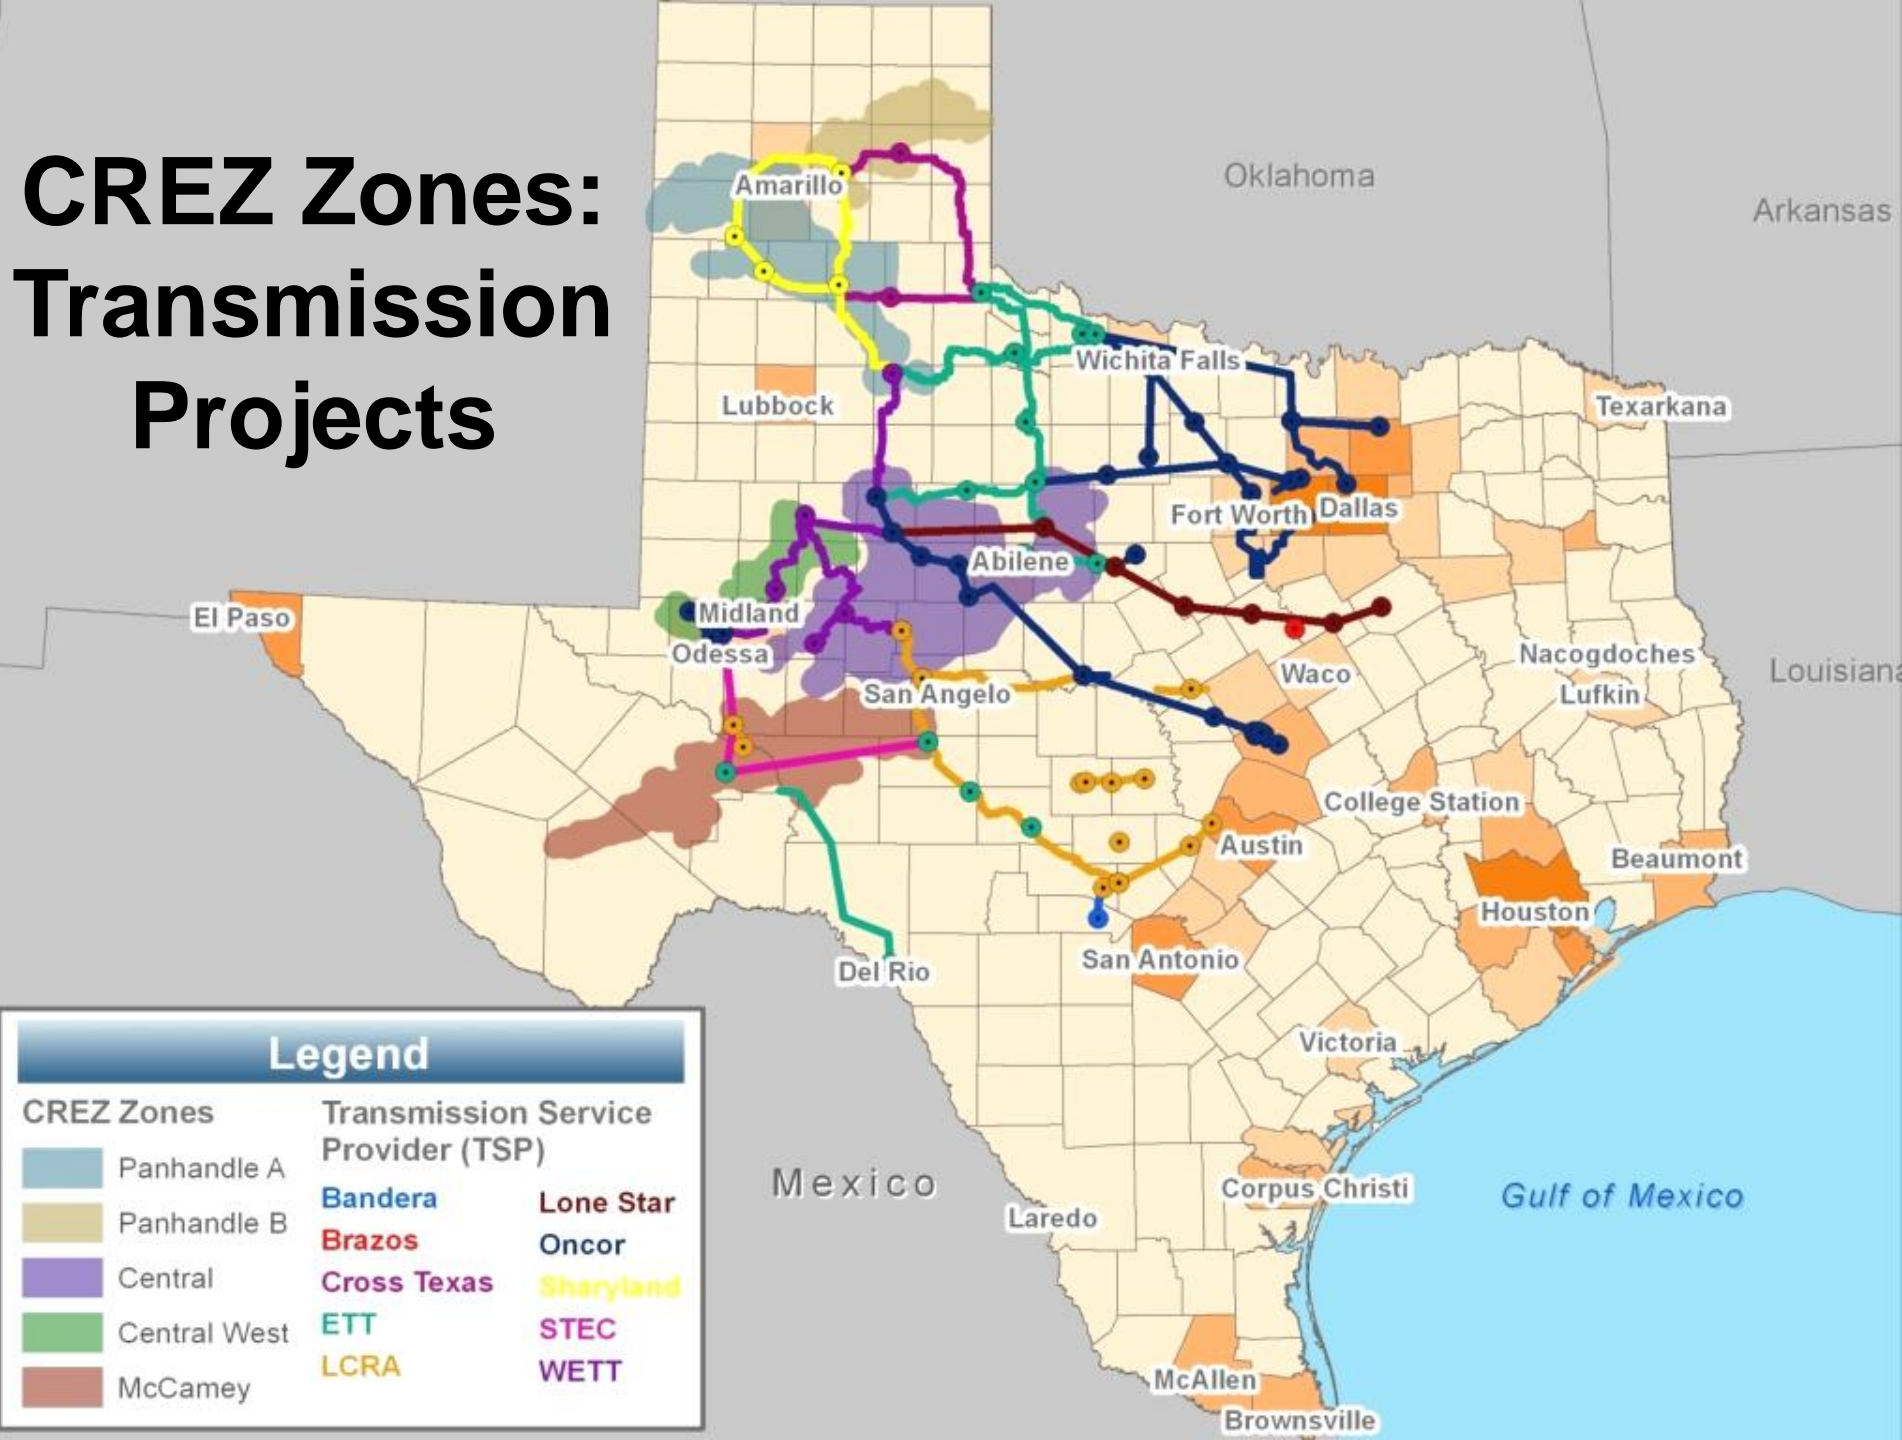 CREZ Zones:
Transmission
Projects
Oklahoma
Arkansas
Amarillo
Wichita Falls
Lubbock
Texarkana
Fort Worth
Dallas
Abilene
El Paso
Midland
Odessa
Nacogdoches
Lufkin
Louisiana
Waco
San Angelo
College Station
Austin
Beaumont
Houston
San Antonio
Del Rio
Victoria
Mexico
Corpus Christi
Gulf of Mexico
Laredo
McAllen
Brownsville
Legend
CREZ Zones
Panhandle A
Panhandle B
Central
Central West
McCamey
Transmission Service
Provider (TSP)
Bandera
Brazos
Cross Texas
ETT
LCRA
Lone Star
Oncor
Sharyland
STEC
WETT